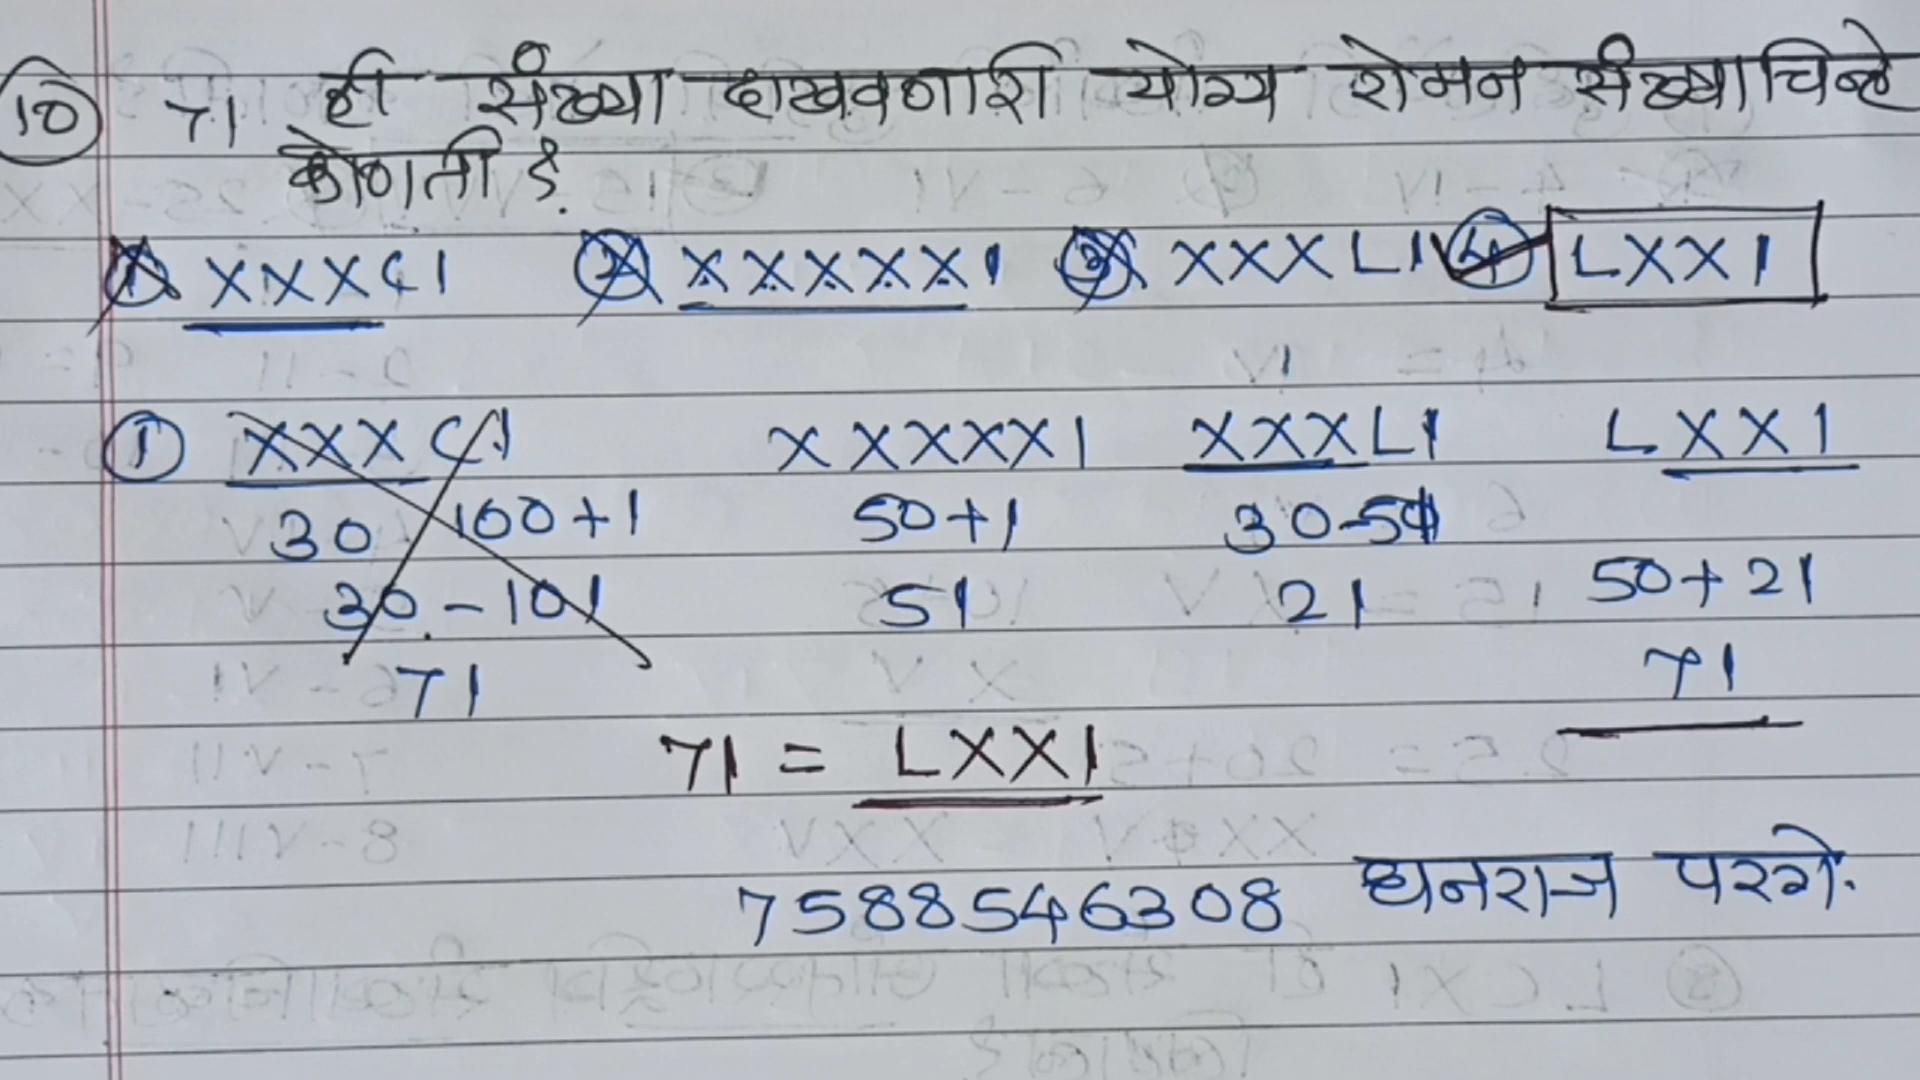 10 71 ही संख्या दाखवणारी योग्य रोमन संख्याचिन्हे
कोणती ?
1 XXXCI 2 XXXXXI 3 XXXLI 4 LXXI
1 XXXCI XXXXXI XXXLI LXXI
30 100+1 50+1 30-51
30-101 51 21 50+21
71 71
71 = LXXI
7588546308 धनराज परगे.